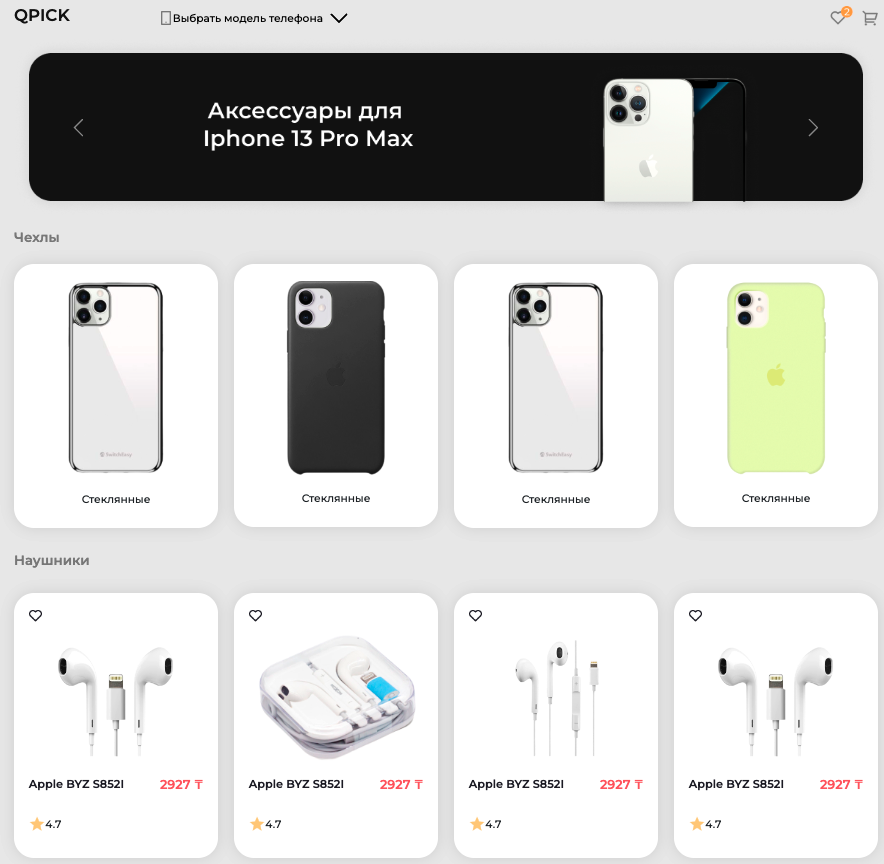 QPICK
Выбрать модель телефона
2
Аксессуары для
Iphone 13 Pro Max
Чехлы
SwitchEasy
SwitchEasy
Стеклянные
Стеклянные
Стеклянные
Стеклянные
Наушники
Apple BYZ S852I 2927 ₸
Apple BYZ S852I 2927 ₸
Apple BYZ S852I 2927 ₸
Apple BYZ S852I 2927 ₸
4.7
4.7
4.7
4.7